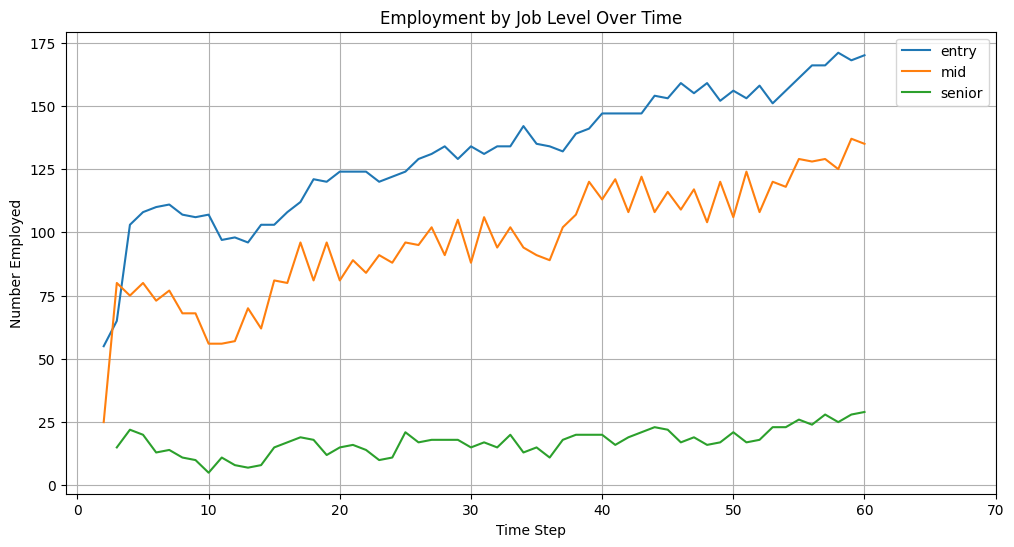 Employment by Job Level Over Time
entry
mid
senior
Number Employed
175
150
125
100
75
50
25
0
0 10 20 30 40 50 60 70
Time Step